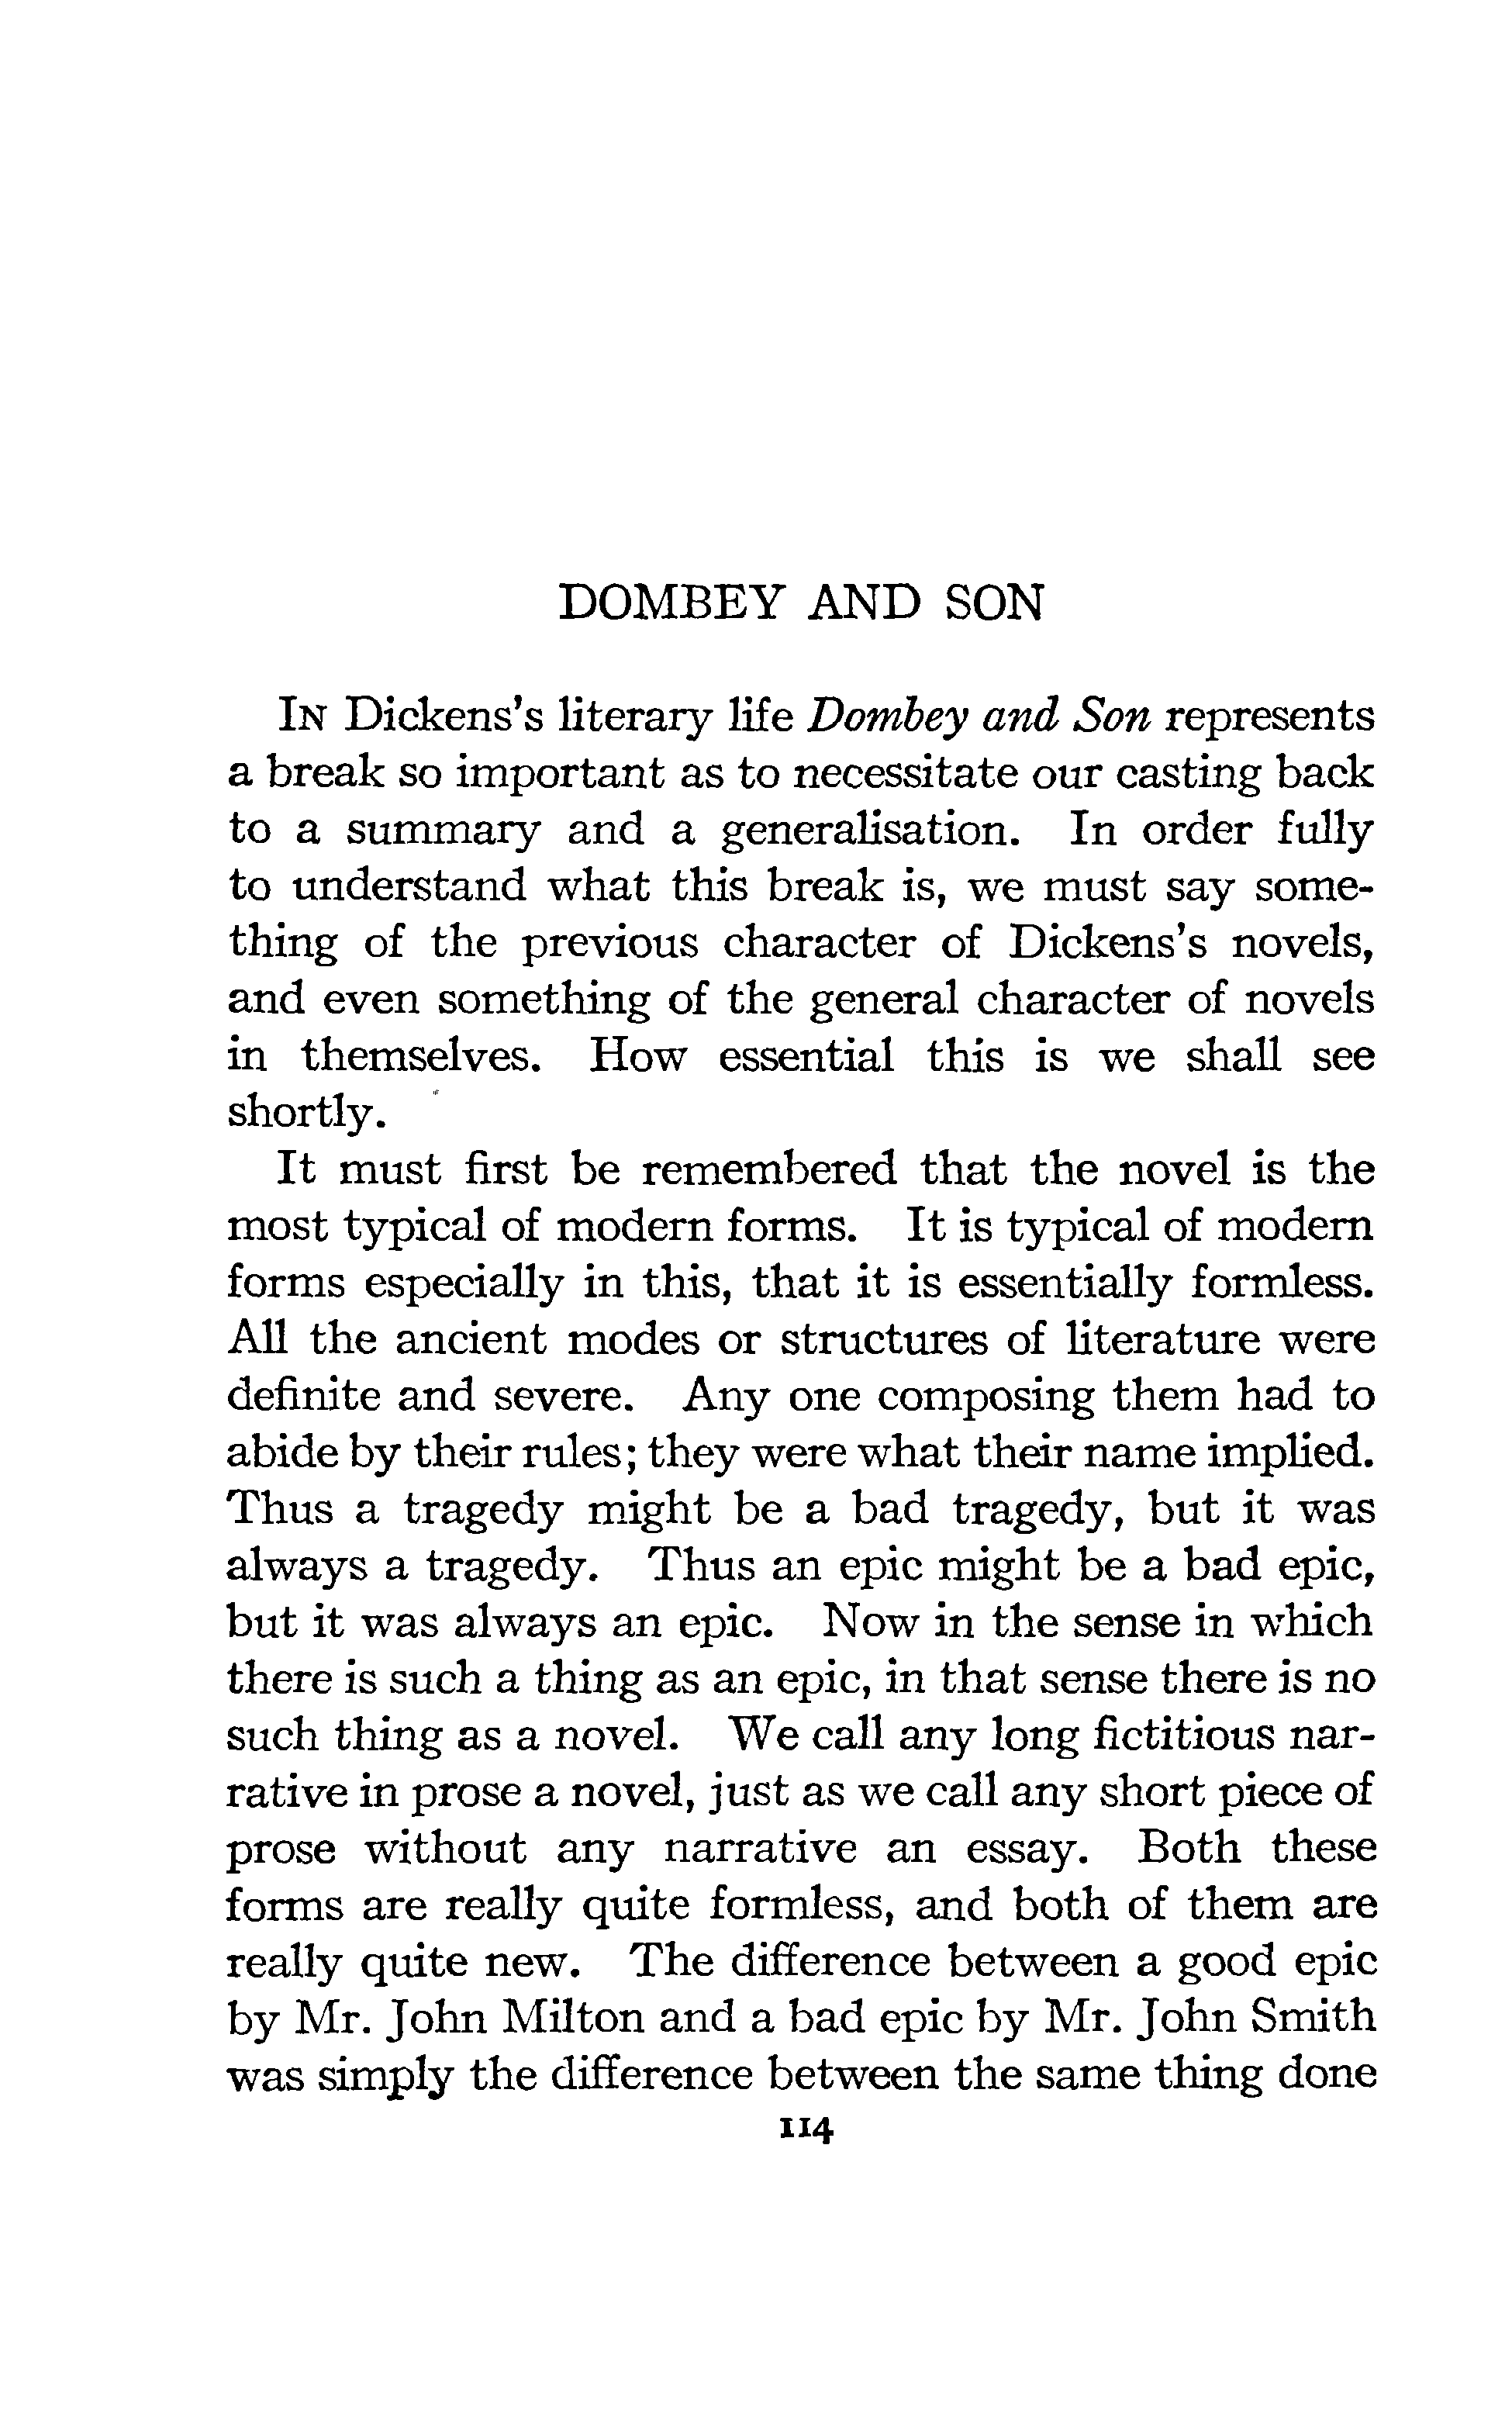 DOMBEY AND SON
In Dickens's literary life Dombey and Son represents
a break so important as to necessitate our casting back
to a summary and a generalisation. In order fully
to understand what this break is, we must say some-
thing of the previous character of Dickens's novels,
and even something of the general character of novels
in themselves. How essential this is we shall see
shortly.
It must first be remembered that the novel is the
most typical of modern forms. It is typical of modern
forms especially in this, that it is essentially formless.
All the ancient modes or structures of literature were
definite and severe. Any one composing them had to
abide by their rules; they were what their name implied.
Thus a tragedy might be a bad tragedy, but it was
always a tragedy. Thus an epic might be a bad epic,
but it was always an epic. Now in the sense in which
there is such a thing as an epic, in that sense there is no
such thing as a novel. We call any long fictitious nar-
rative in prose a novel, just as we call any short piece of
prose without any narrative an essay. Both these
forms are really quite formless, and both of them are
really quite new. The difference between a good epic
by Mr. John Milton and a bad epic by Mr. John Smith
was simply the difference between the same thing done
114